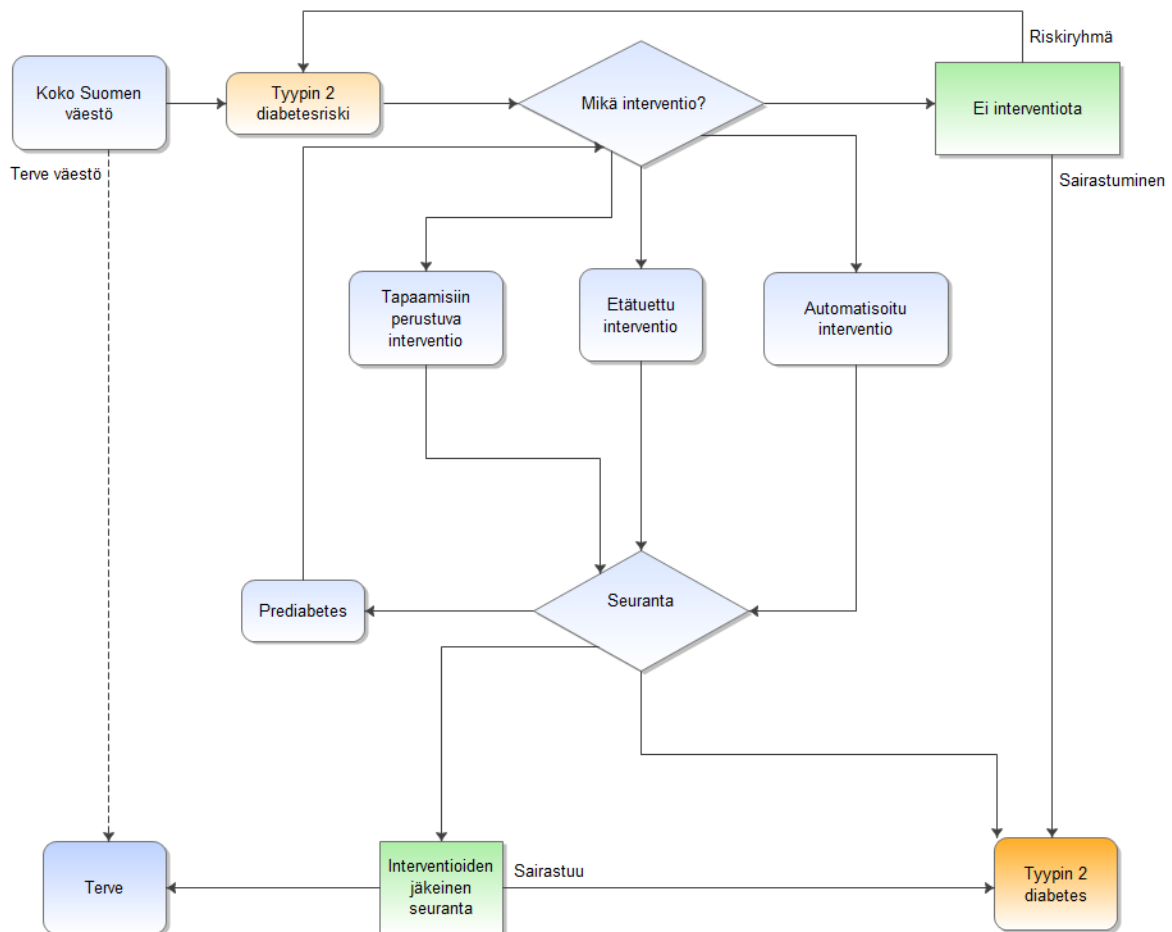 Riskiryhmä
Koko Suomen
väestö
Tyypin 2
diabetesriski
Mikä interventio?
Ei interventiota
Terve väestö
Sairastuminen
Tapaamisiin
perustuva
interventio
Etätuettu
interventio
Automatisoitu
interventio
Prediabetes
Seuranta
Terve
Interventioiden
jäkeinen
seuranta
Sairastuu
Tyypin 2
diabetes